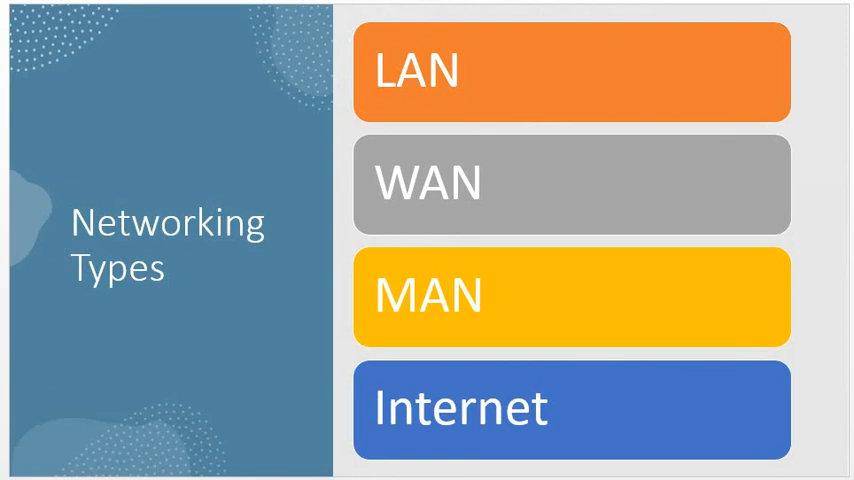 Networking
Types
LAN
WAN
MAN
Internet